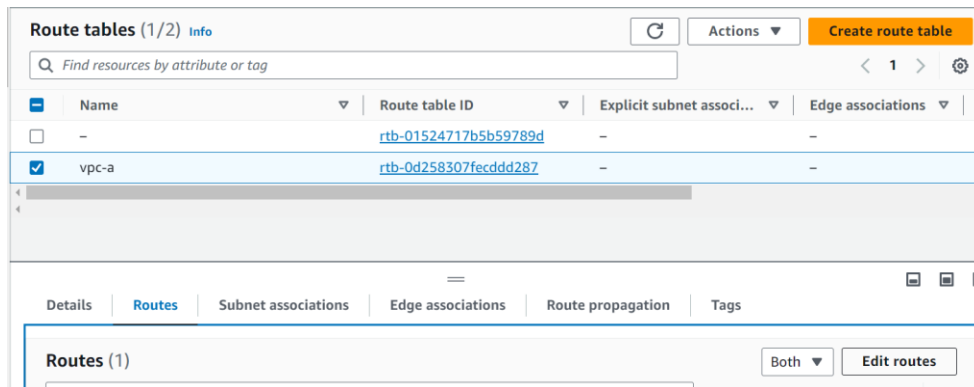 Route tables (1/2) Info
Actions
Create route table
Find resources by attribute or tag
1
Name Route table ID Explicit subnet associ... Edge associations
– rtb-01524717b5b59789d – –
vpc-a rtb-0d258307fecddd287 – –
Details Routes Subnet associations Edge associations Route propagation Tags
Routes (1)
Both
Edit routes